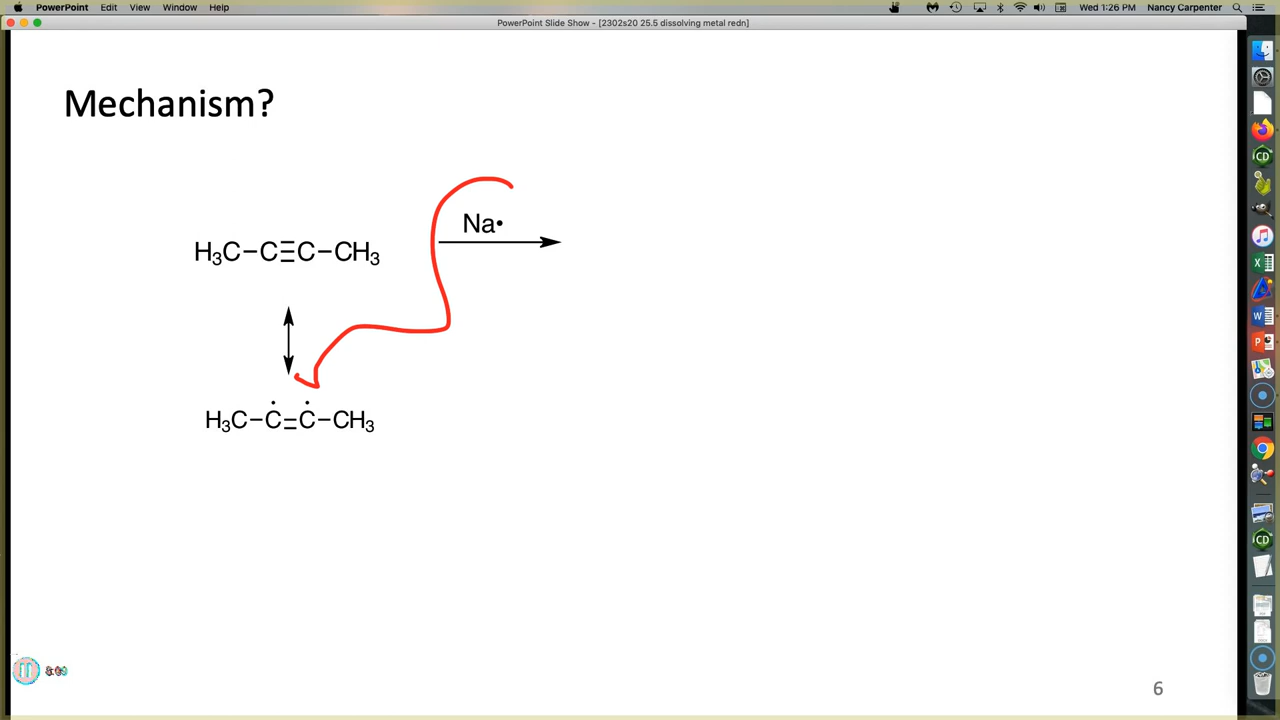 PowerPoint File Edit View Window Help Wed 1:26 PM Nancy Carpenter
PowerPoint Slide Show - [2302s20 25.5 dissolving metal redn]
Mechanism?
Na•
H₃C–C≡C–CH₃
H₃C–Ċ=Ċ–CH₃
6